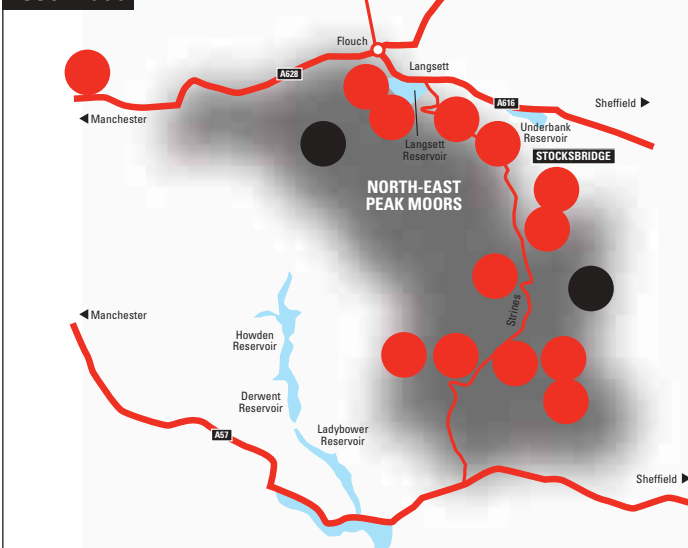 Flouch
Langsett
A628
A616
Sheffield
Manchester
Underbank
Reservoir
Langsett
Reservoir
STOCKSBRIDGE
NORTH-EAST
PEAK MOORS
Strines
Manchester
Howden
Reservoir
Derwent
Reservoir
Ladybower
Reservoir
A57
Sheffield